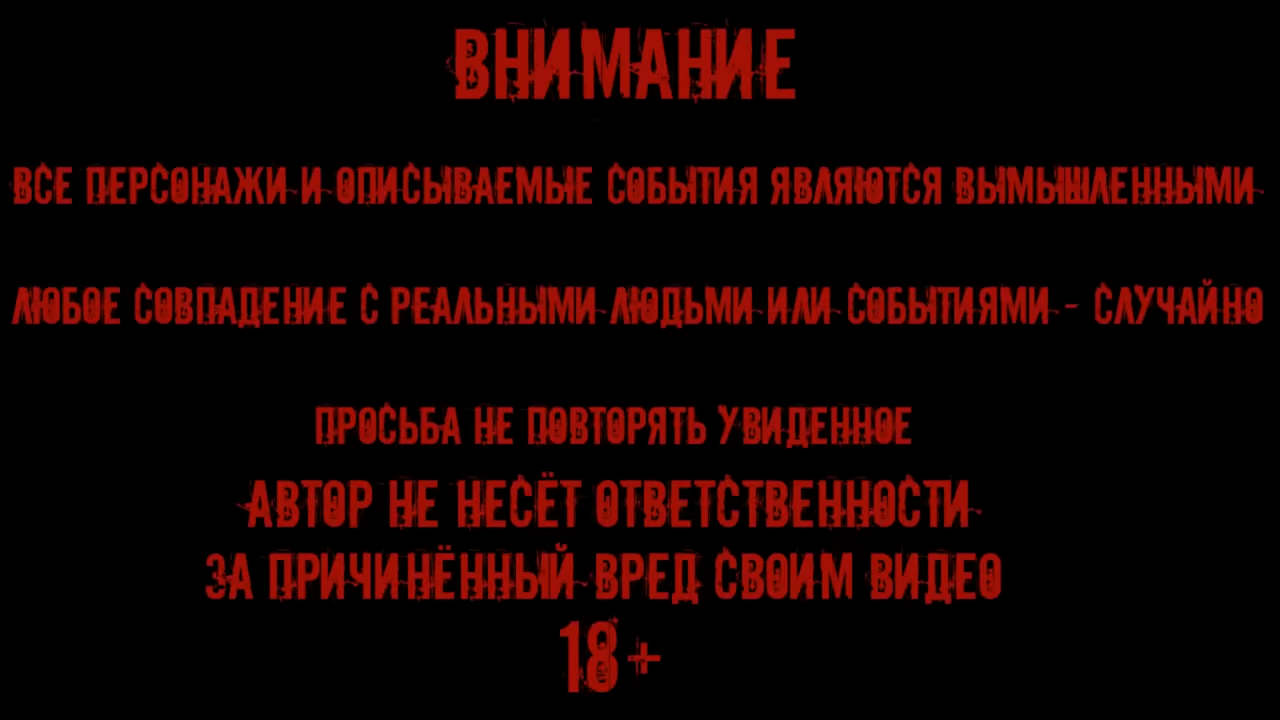 ВНИМАНИЕ
ВСЕ ПЕРСОНАЖИ И ОПИСЫВАЕМЫЕ СОБЫТИЯ ЯВЛЯЮТСЯ ВЫМЫШЛЕННЫМИ
ЛЮБОЕ СОВПАДЕНИЕ С РЕАЛЬНЫМИ ЛЮДЬМИ ИЛИ СОБЫТИЯМИ - СЛУЧАЙНО
ПРОСЬБА НЕ ПОВТОРЯТЬ УВИДЕННОЕ
АВТОР НЕ НЕСЁТ ОТВЕТСТВЕННОСТИ
ЗА ПРИЧИНЁННЫЙ ВРЕД СВОИМ ВИДЕО
18+